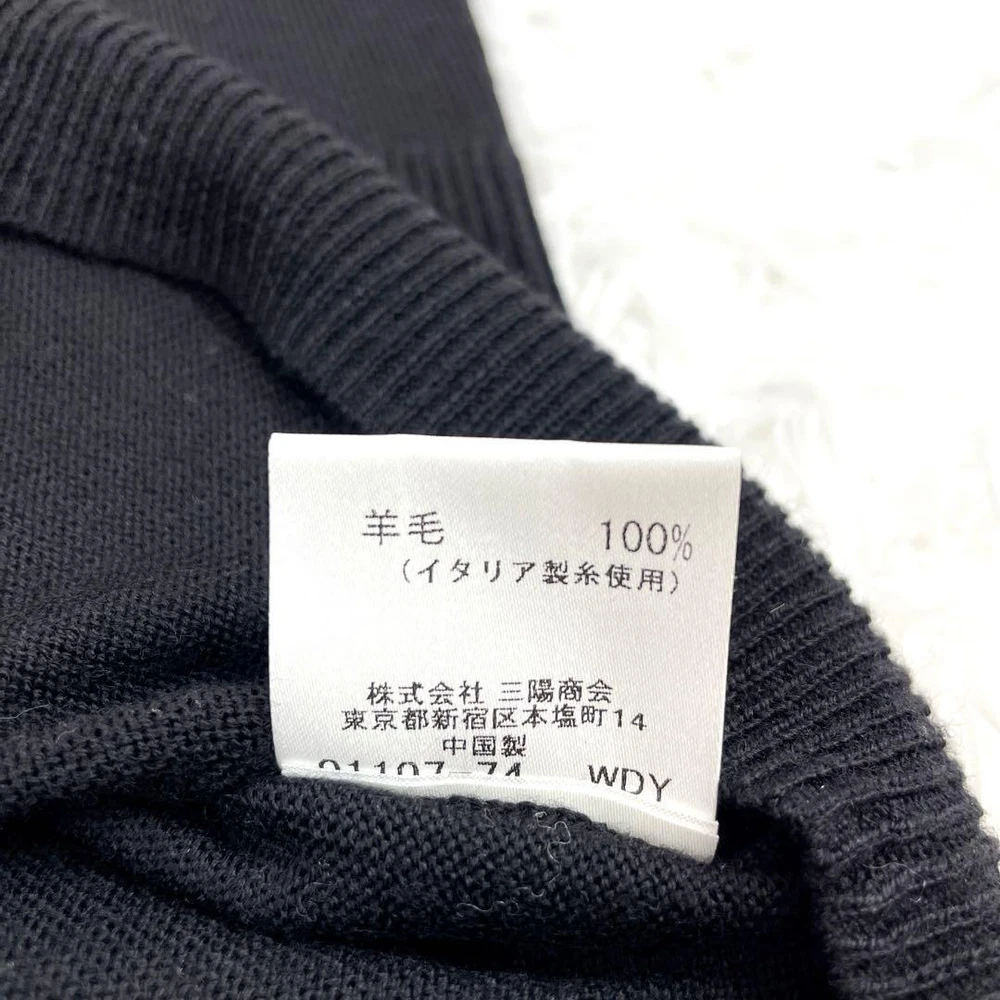 羊毛 100%
(イタリア製糸使用)
株式会社 三陽商会
東京都新宿区本塩町14
中国製
WDY